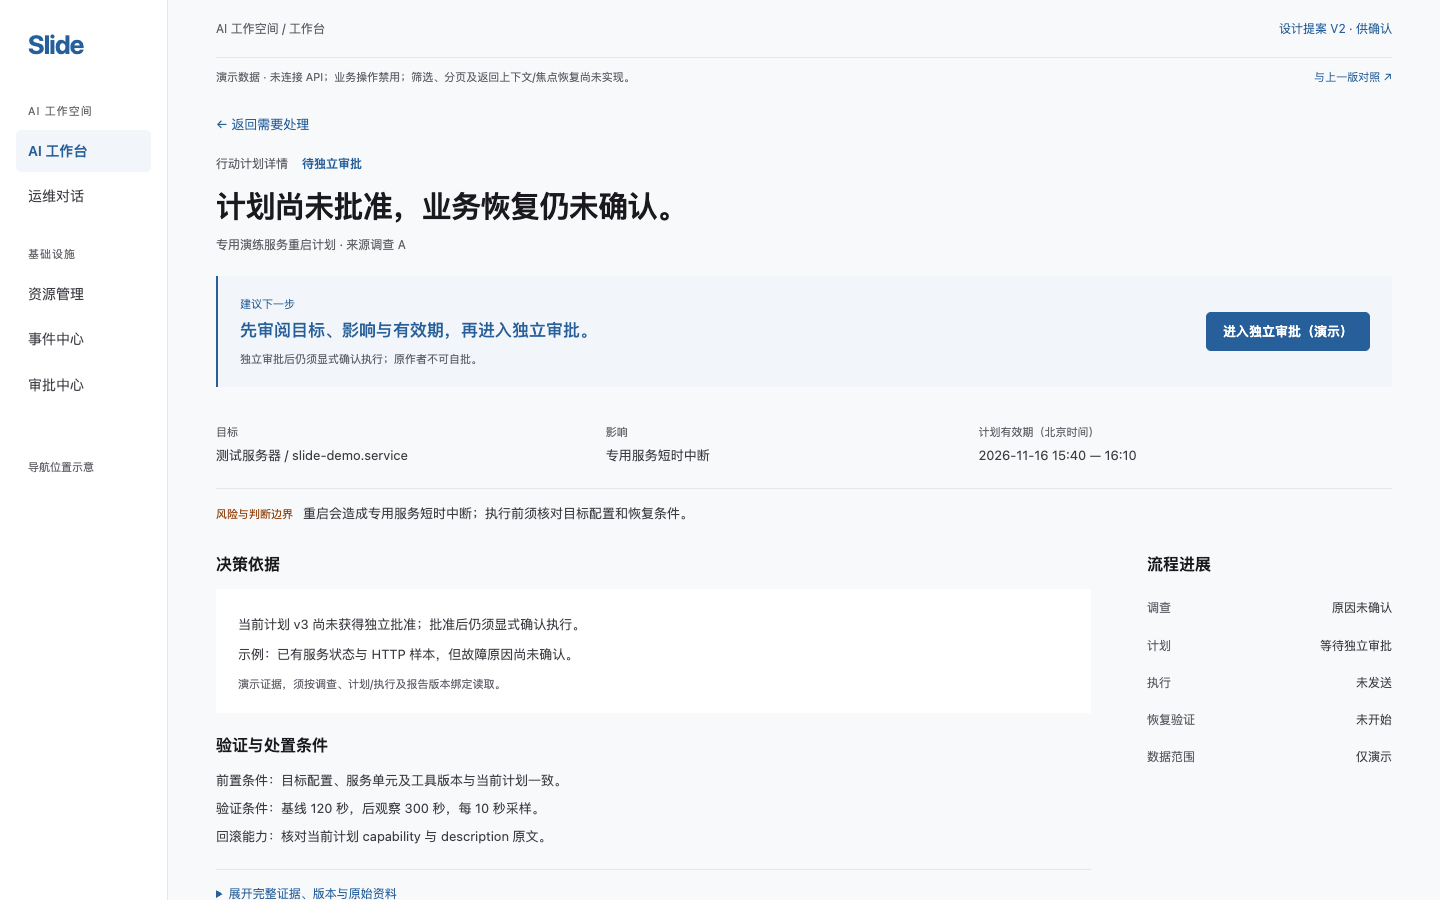 Slide
AI 工作空间
AI 工作台
运维对话
基础设施
资源管理
事件中心
审批中心
导航位置示意
AI 工作空间 / 工作台
设计提案 V2 · 供确认
演示数据 · 未连接 API；业务操作禁用；筛选、分页及返回上下文/焦点恢复尚未实现。
与上一版对照 ↗
← 返回需要处理
行动计划详情 待独立审批
计划尚未批准，业务恢复仍未确认。
专用演练服务重启计划 · 来源调查 A
建议下一步
先审阅目标、影响与有效期，再进入独立审批。
独立审批后仍须显式确认执行；原作者不可自批。
进入独立审批（演示）
目标
测试服务器 / slide-demo.service
影响
专用服务短时中断
计划有效期（北京时间）
2026-11-16 15:40 — 16:10
风险与判断边界 重启会造成专用服务短时中断；执行前须核对目标配置和恢复条件。
决策依据
当前计划 v3 尚未获得独立批准；批准后仍须显式确认执行。
示例：已有服务状态与 HTTP 样本，但故障原因尚未确认。
演示证据，须按调查、计划/执行及报告版本绑定读取。
验证与处置条件
前置条件：目标配置、服务单元及工具版本与当前计划一致。
验证条件：基线 120 秒，后观察 300 秒，每 10 秒采样。
回滚能力：核对当前计划 capability 与 description 原文。
▶ 展开完整证据、版本与原始资料
流程进展
调查 原因未确认
计划 等待独立审批
执行 未发送
恢复验证 未开始
数据范围 仅演示